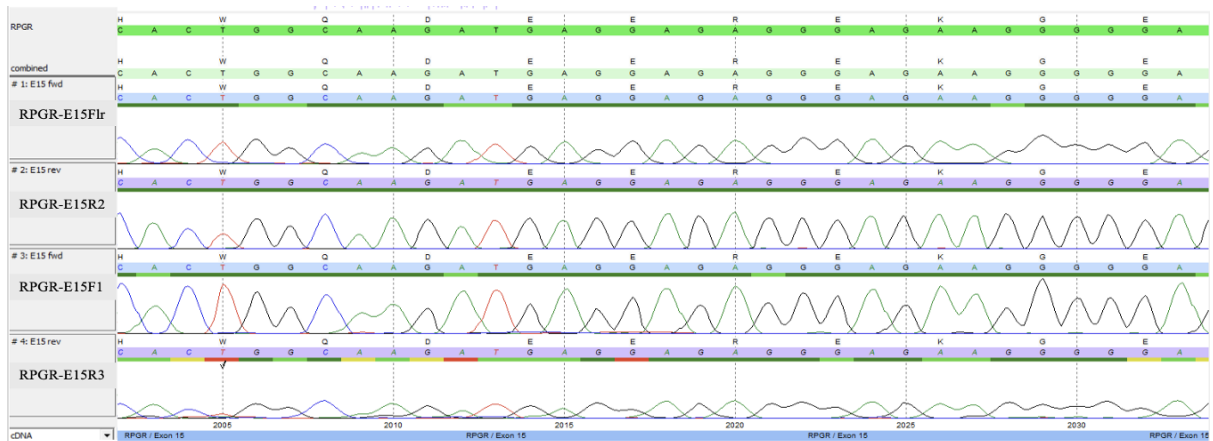 H W Q D E E R E K G E
RPGR C A C T G G C A A G A T G A G G A G A G G G A G A A G G G G G A
H W Q D E E R E K G E
combined C A C T G G C A A G A T G A G G A G A G G G A G A A G G G G G A
# 1: E15 fwd H W Q D E E R E K G E
C A C T G G C A A G A T G A G G A G A G G G A G A A G G G G G A
RPGR-E15Flr
# 2: E15 rev H W Q D E E R E K G E
C A C T G G C A A G A T G A G G A G A G G G A G A A G G G G G A
RPGR-E15R2
# 3: E15 fwd H W Q D E E R E K G E
C A C T G G C A A G A T G A G G A G A G G G A G A A G G G G G A
RPGR-E15F1
# 4: E15 rev H W Q D E E R E K G E
C A C T G G C A A G A T G A G G A G A G G G A G A A G G G G G A
RPGR-E15R3
2005 2010 2015 2020 2025 2030
cDNA RPGR / Exon 15 RPGR / Exon 15 RPGR / Exon 15 RPGR / Exon 15